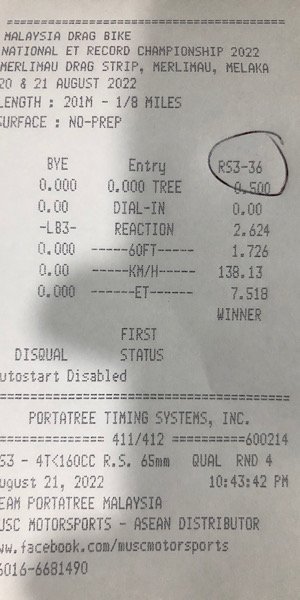 MALAYSIA DRAG BIKE
NATIONAL ET RECORD CHAMPIONSHIP 2022
MERLIMAU DRAG STRIP, MERLIMAU, MELAKA
20 & 21 AUGUST 2022
LENGTH : 201M - 1/8 MILES
SURFACE : NO-PREP
BYE Entry RS3-36
0.000 0.000 TREE 0.500
0.00 DIAL-IN 0.00
-LB3- REACTION 2.624
0.000 -----60FT----- 1.726
0.00 -----KM/H----- 138.13
0.000 ------ET------ 7.518
WINNER
FIRST
DISQUAL STATUS
utostart Disabled
PORTATREE TIMING SYSTEMS, INC.
============= 411/412 ==========600214
S3 - 4T<160CC R.S. 65mm QUAL RND 4
ugust 21, 2022 10:43:42 PM
EAM PORTATREE MALAYSIA
USC MOTORSPORTS - ASEAN DISTRIBUTOR
ww.facebook.com/muscmotorsports
6016-6681490